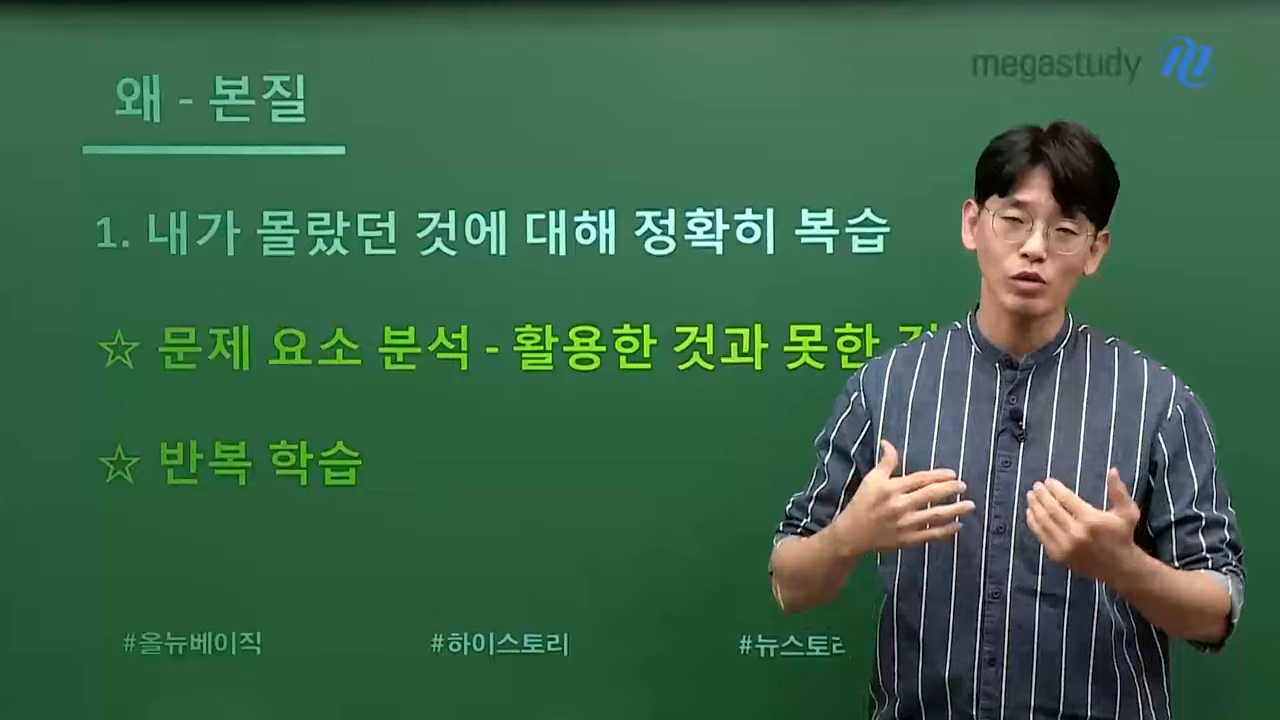 megastudy
왜 - 본질
1. 내가 몰랐던 것에 대해 정확히 복습
☆ 문제 요소 분석 - 활용한 것과 못한
☆ 반복 학습
#올뉴베이직 #하이스토리